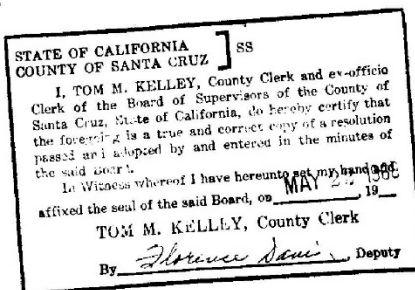 STATE OF CALIFORNIA ] SS
COUNTY OF SANTA CRUZ
I, TOM M. KELLEY, County Clerk and ex-officio
Clerk of the Board of Supervisors of the County of
Santa Cruz, State of California, do hereby certify that
the foregoing is a true and correct copy of a resolution
passed and adopted by and entered in the minutes of
the said Board.
In Witness whereof I have hereunto set my hand and
affixed the seal of the said Board, on MAY 19
TOM M. KELLEY, County Clerk
By Florence Davis, Deputy